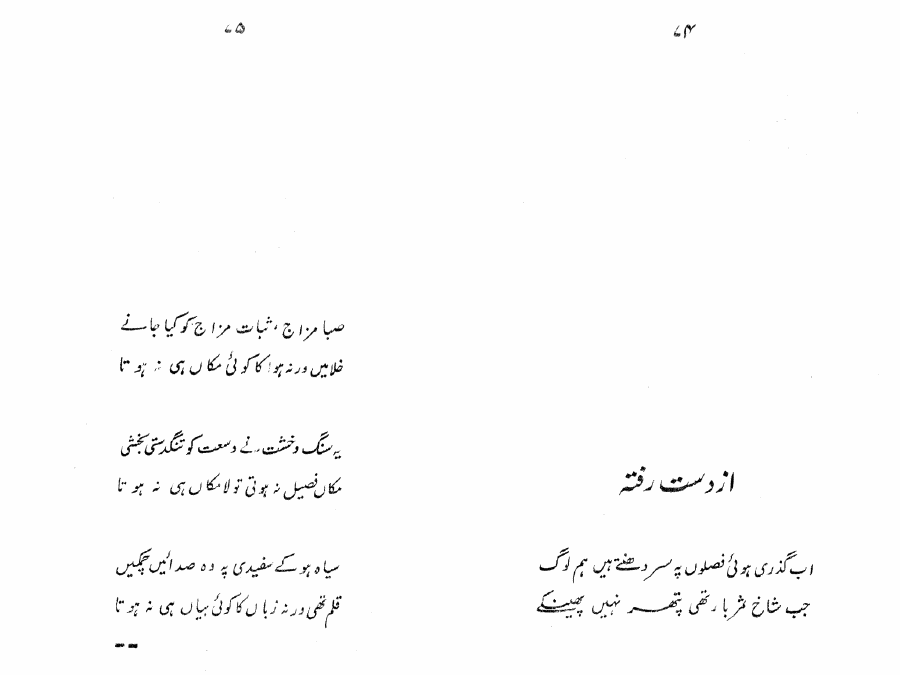 ۷۴
از دست رفتہ
اب گذری ہوئی فصلوں پہ سر دھنتے ہیں ہم لوگ
جب شاخ ثمر بار تھی پتھر نہیں پھینکے
۷۵
صبا مزاج، ثبات مزاج کو کیا جانے
خلا میں ورنہ ہوا کا کوئی مکاں ہی نہ ہوتا
یہ سنگ و خشت نے وسعت کو تنگدستی بخشی
مکاں فصیل نہ ہوتی تو لامکاں ہی نہ ہوتا
سیاہ ہو کے سفیدی پہ وہ صدائیں چمکیں
قلم تھی ورنہ زباں کا کوئی بیاں ہی نہ ہوتا